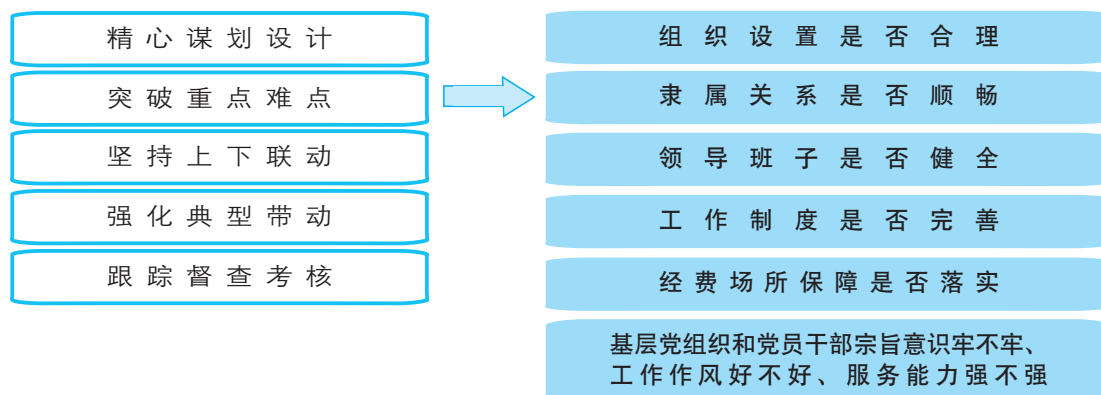 精心谋划设计
突破重点难点
坚持上下联动
强化典型带动
跟踪督查考核
组织设置是否合理
隶属关系是否顺畅
领导班子是否健全
工作制度是否完善
经费场所保障是否落实
基层党组织和党员干部宗旨意识牢不牢、
工作作风好不好、服务能力强不强